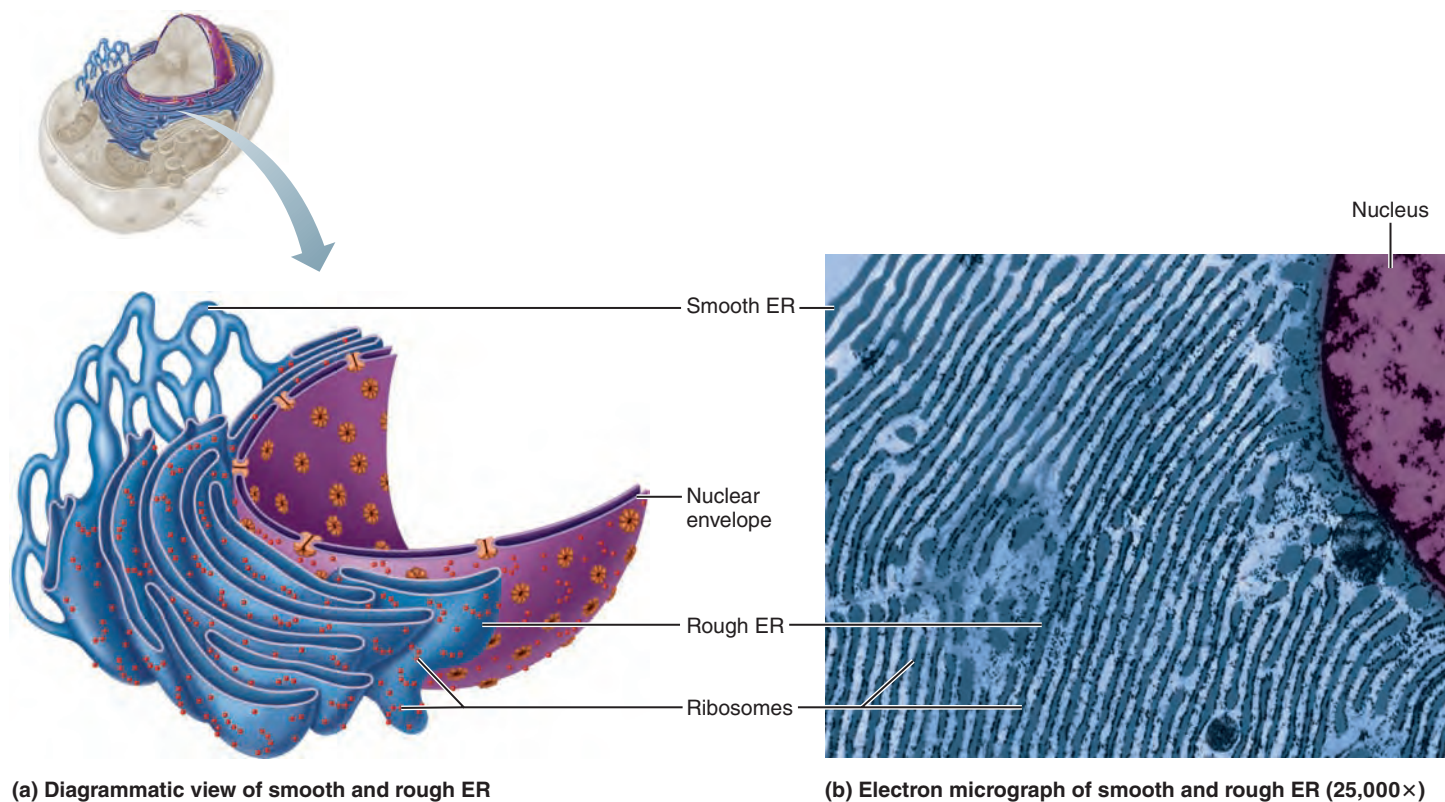 Nucleus
Smooth ER
Nuclear
envelope
Rough ER
Ribosomes
(a) Diagrammatic view of smooth and rough ER
(b) Electron micrograph of smooth and rough ER (25,000×)